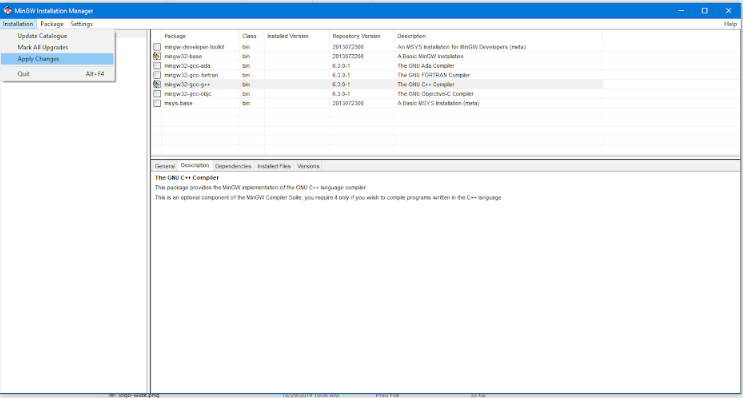 MinGW Installation Manager
Installation Package Settings Help
Update Catalogue
Mark All Upgrades
Apply Changes
Quit Alt+F4
Package Class Installed Version Repository Version Description
mingw-developer-toolkit bin 2013072300 An MSYS Installation for MinGW Developers (meta)
mingw32-base bin 2013072200 A Basic MinGW Installation
mingw32-gcc-ada bin 6.3.0-1 The GNU Ada Compiler
mingw32-gcc-fortran bin 6.3.0-1 The GNU FORTRAN Compiler
mingw32-gcc-g++ bin 6.3.0-1 The GNU C++ Compiler
mingw32-gcc-objc bin 6.3.0-1 The GNU Objective-C Compiler
msys-base bin 2013072300 A Basic MSYS Installation (meta)
General Description Dependencies Installed Files Versions
The GNU C++ Compiler
This package provides the MinGW implementation of the GNU C++ language compiler.
This is an optional component of the MinGW Compiler Suite; you require it only if you wish to compile programs written in the C++ language.
logo-wide.png